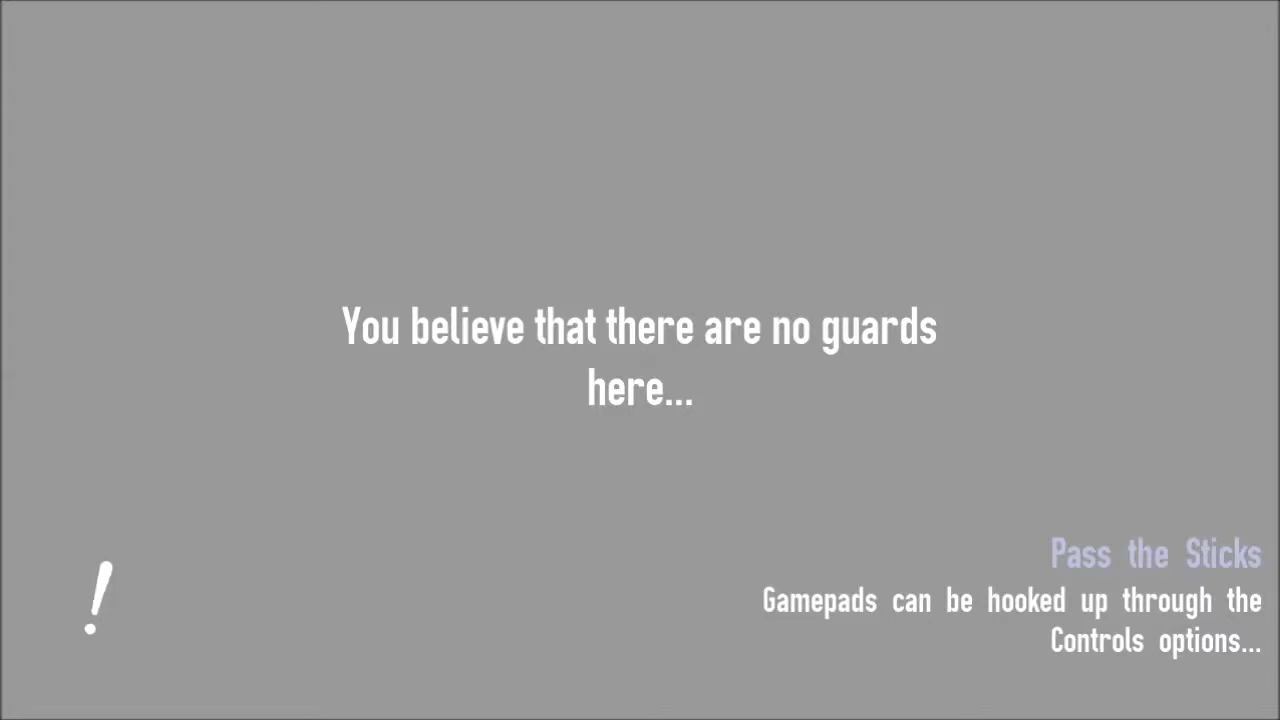 You believe that there are no guards
here...
!
Pass the Sticks
Gamepads can be hooked up through the
Controls options...